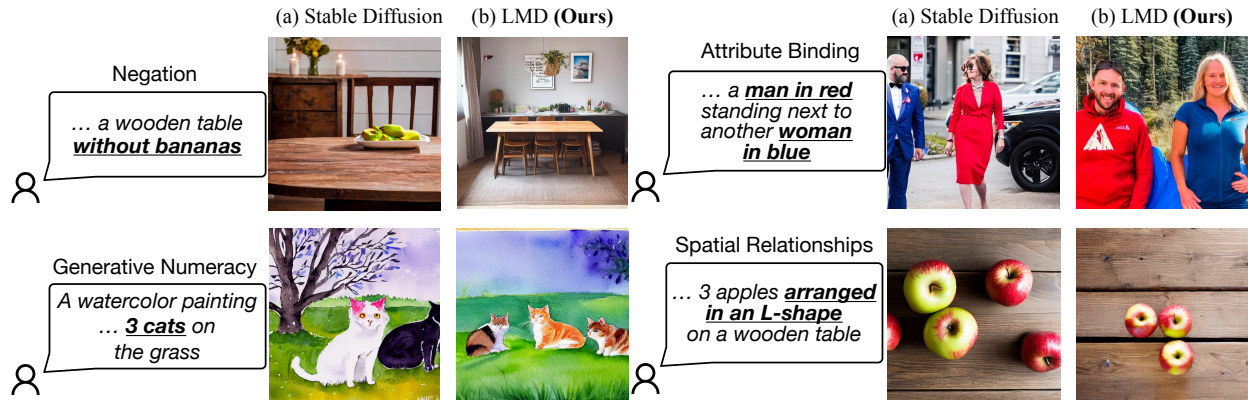 (a) Stable Diffusion
(b) LMD (Ours)
Negation
… a wooden table
without bananas
Generative Numeracy
A watercolor painting
… 3 cats on
the grass
(a) Stable Diffusion
(b) LMD (Ours)
Attribute Binding
… a man in red
standing next to
another woman
in blue
Spatial Relationships
… 3 apples arranged
in an L-shape
on a wooden table